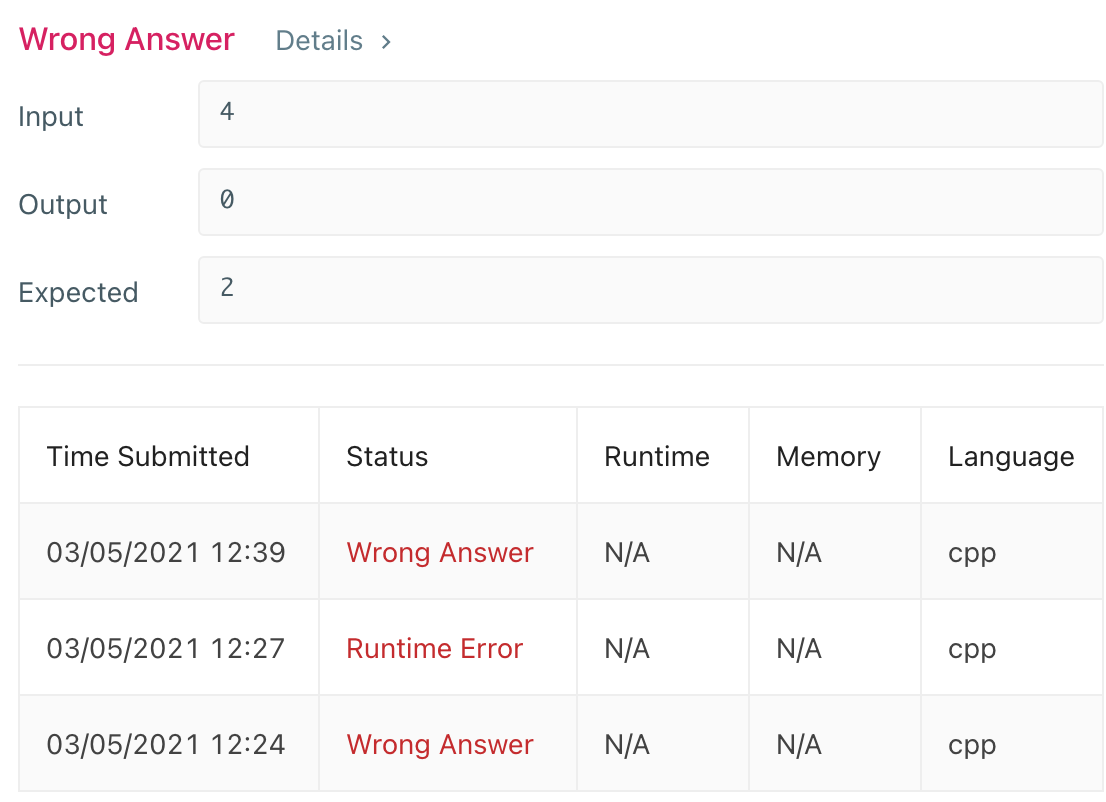 Wrong Answer Details >
Input 4
Output 0
Expected 2
Time Submitted Status Runtime Memory Language
03/05/2021 12:39 Wrong Answer N/A N/A cpp
03/05/2021 12:27 Runtime Error N/A N/A cpp
03/05/2021 12:24 Wrong Answer N/A N/A cpp